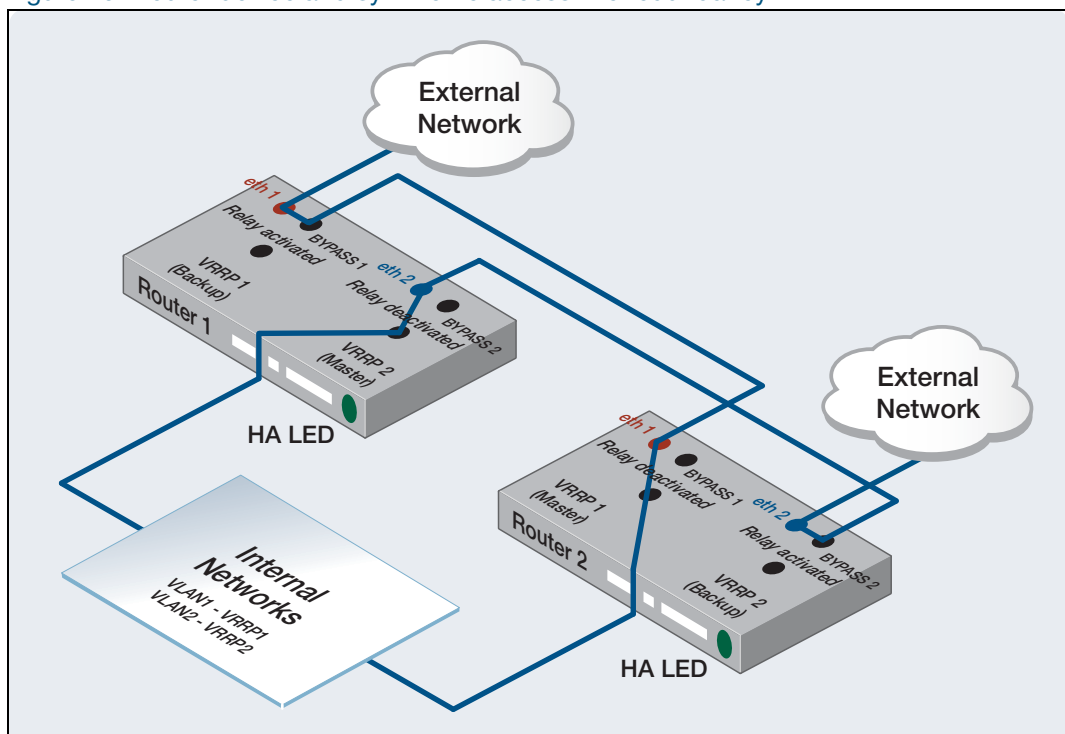 External
Network
eth 1
Relay activated
BYPASS 1
VRRP 1
(Backup)
eth 2
Relay deactivated
BYPASS 2
VRRP 2
(Master)
Router 1
HA LED
External
Network
eth 1
Relay deactivated
BYPASS 1
VRRP 1
(Master)
eth 2
Relay activated
BYPASS 2
VRRP 2
(Backup)
Router 2
HA LED
Internal
Networks
VLAN1 - VRRP1
VLAN2 - VRRP2